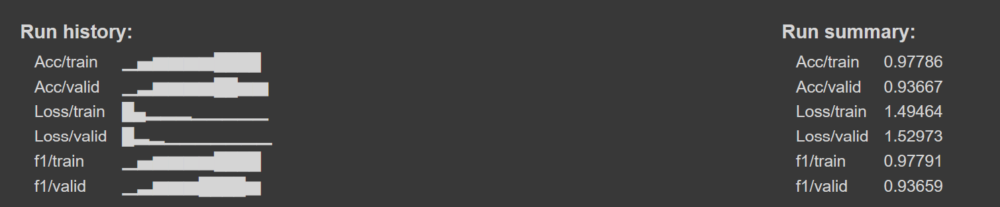 Run history:
Acc/train
Acc/valid
Loss/train
Loss/valid
f1/train
f1/valid
Run summary:
Acc/train 0.97786
Acc/valid 0.93667
Loss/train 1.49464
Loss/valid 1.52973
f1/train 0.97791
f1/valid 0.93659